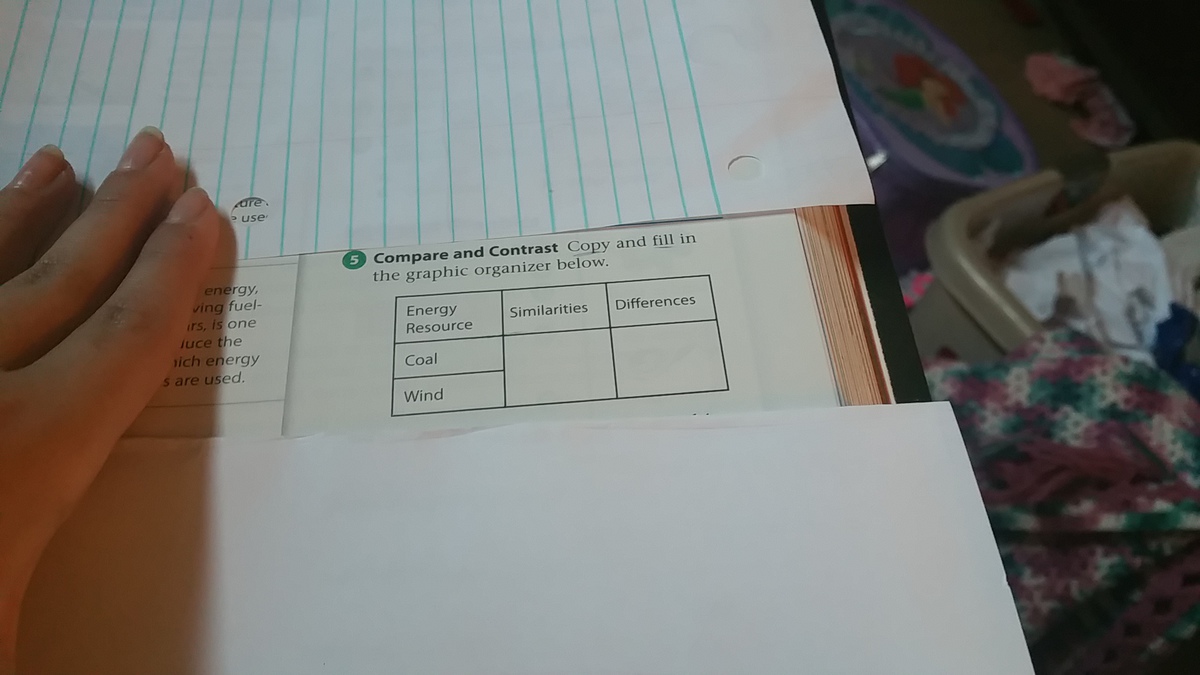 use
energy,
fuel-
is one
the
energy
are used.
5 Compare and Contrast Copy and fill in
the graphic organizer below.
Energy Resource
Similarities
Differences
Coal
Wind